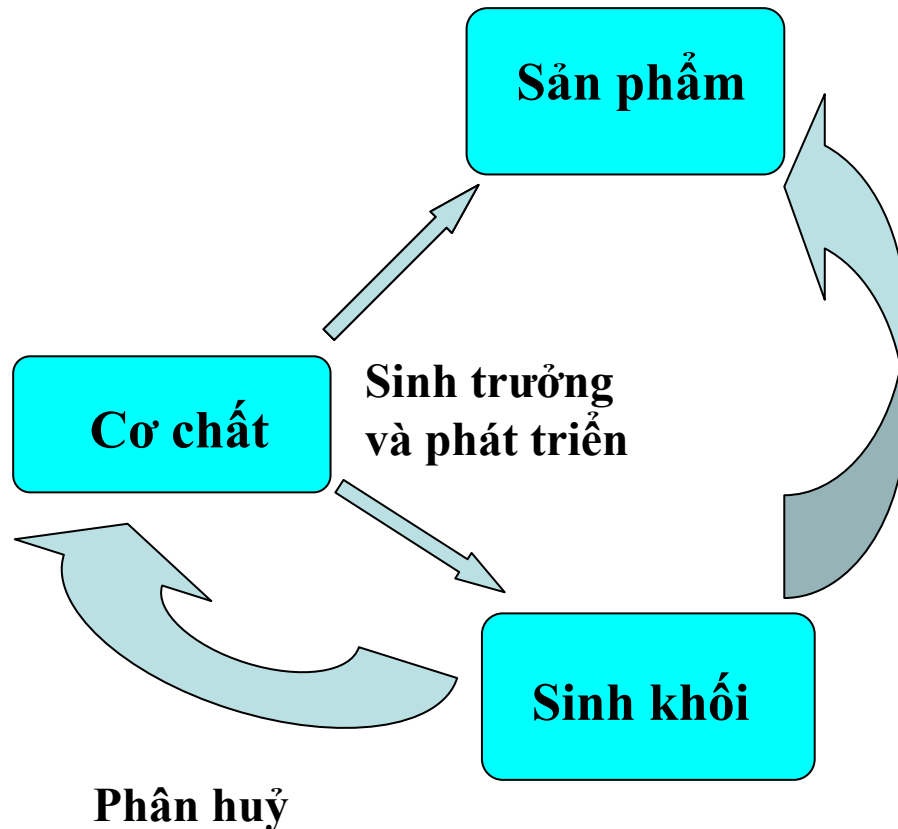 Sản phẩm
Sinh trưởng
và phát triển
Cơ chất
Sinh khối
Phân huỷ